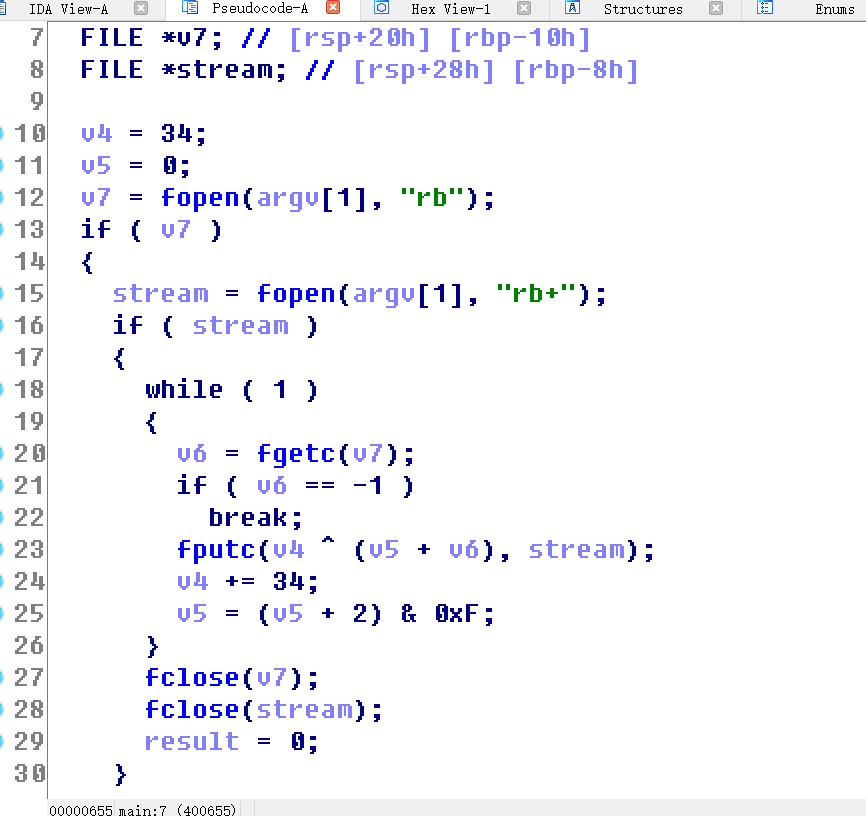 IDA View-A Pseudocode-A Hex View-1 A Structures Enums
7 FILE *v7; // [rsp+20h] [rbp-10h]
8 FILE *stream; // [rsp+28h] [rbp-8h]
9
10 v4 = 34;
11 v5 = 0;
12 v7 = fopen(argv[1], "rb");
13 if ( v7 )
14 {
15 stream = fopen(argv[1], "rb+");
16 if ( stream )
17 {
18 while ( 1 )
19 {
20 v6 = fgetc(v7);
21 if ( v6 == -1 )
22 break;
23 fputc(v4 ^ (v5 + v6), stream);
24 v4 += 34;
25 v5 = (v5 + 2) & 0xF;
26 }
27 fclose(v7);
28 fclose(stream);
29 result = 0;
30 }
00000655 main:7 (400655)